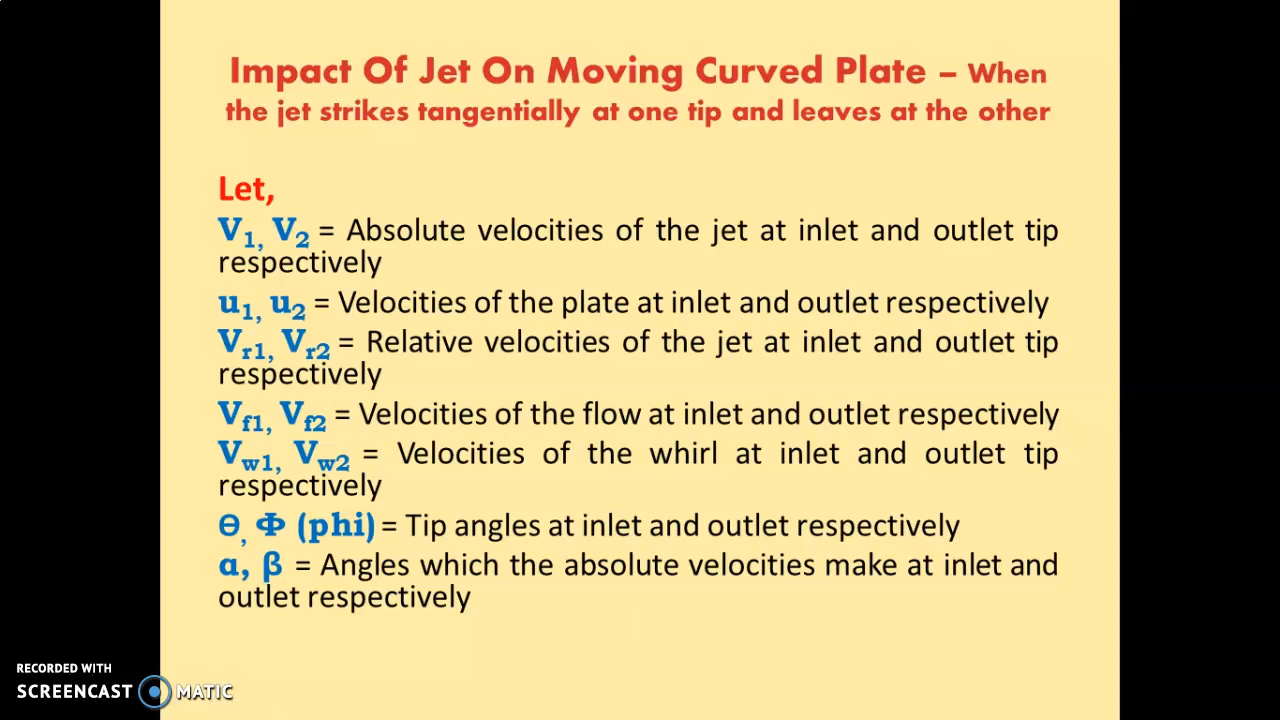 Impact Of Jet On Moving Curved Plate – When
the jet strikes tangentially at one tip and leaves at the other
Let,
V1, V2 = Absolute velocities of the jet at inlet and outlet tip
respectively
u1, u2 = Velocities of the plate at inlet and outlet respectively
Vr1, Vr2 = Relative velocities of the jet at inlet and outlet tip
respectively
Vf1, Vf2 = Velocities of the flow at inlet and outlet respectively
Vw1, Vw2 = Velocities of the whirl at inlet and outlet tip
respectively
Ɵ, Φ (phi) = Tip angles at inlet and outlet respectively
α, β = Angles which the absolute velocities make at inlet and
outlet respectively
RECORDED WITH
SCREENCAST MATIC